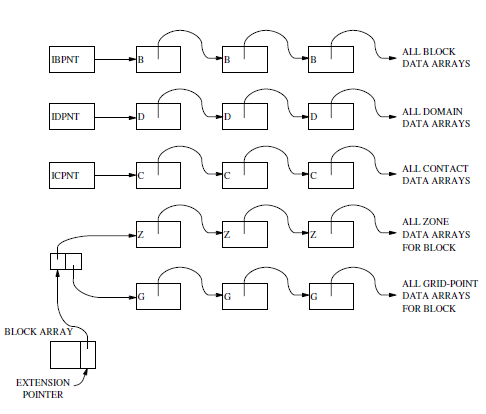 IBPNT B B B ALL BLOCK
DATA ARRAYS
IDPNT D D D ALL DOMAIN
DATA ARRAYS
ICPNT C C C ALL CONTACT
DATA ARRAYS
Z Z Z ALL ZONE
DATA ARRAYS
FOR BLOCK
G G G ALL GRID-POINT
DATA ARRAYS
FOR BLOCK
BLOCK ARRAY
EXTENSION
POINTER